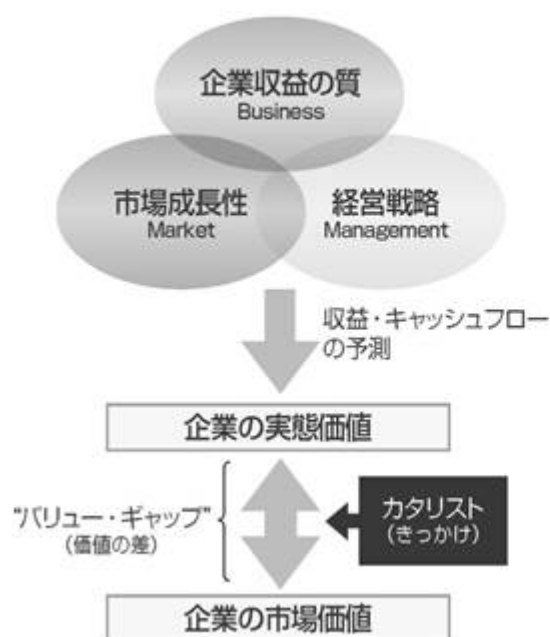 企業収益の質
Business
市場成長性
Market
経営戦略
Management
収益・キャッシュフロー
の予測
企業の実態価値
“バリュー・ギャップ”
(価値の差)
カタリスト
(きっかけ)
企業の市場価値